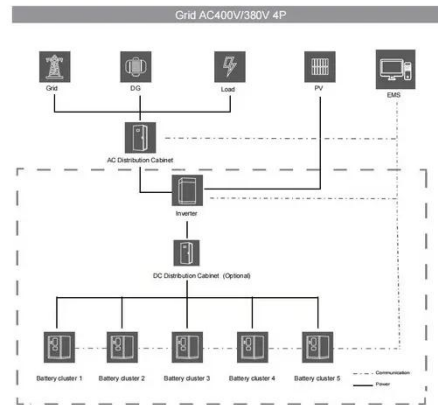 Grid AC400V/380V 4P
Grid
DG
Load
PV
EMS
AC Distribution Cabinet
Inverter
DC Distribution Cabinet (Optional)
Battery cluster 1
Battery cluster 2
Battery cluster 3
Battery cluster 4
Battery cluster 5
Communication
Power